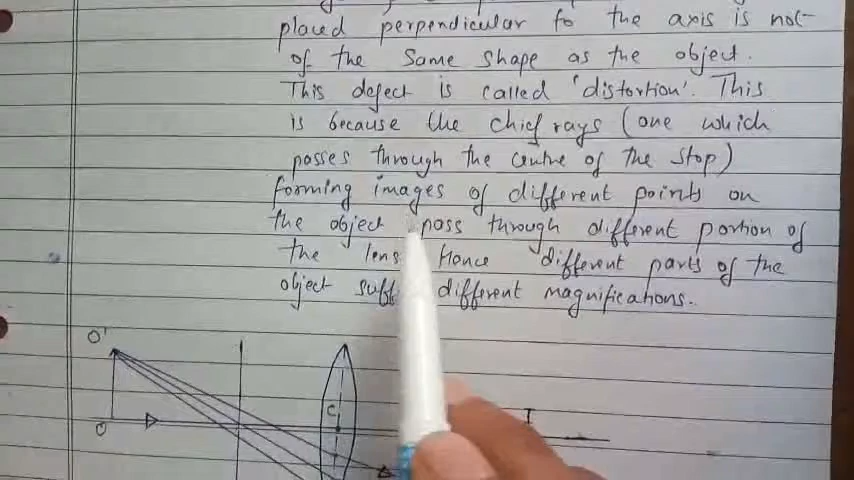 placed perpendicular to the axis is not
of the same shape as the object.
This defect is called 'distortion'. This
is because the chief rays (one which
passes through the centre of the stop)
forming images of different points on
the object pass through different portion of
the lens Hence different parts of the
object different magnifications.
O'
C
O
I